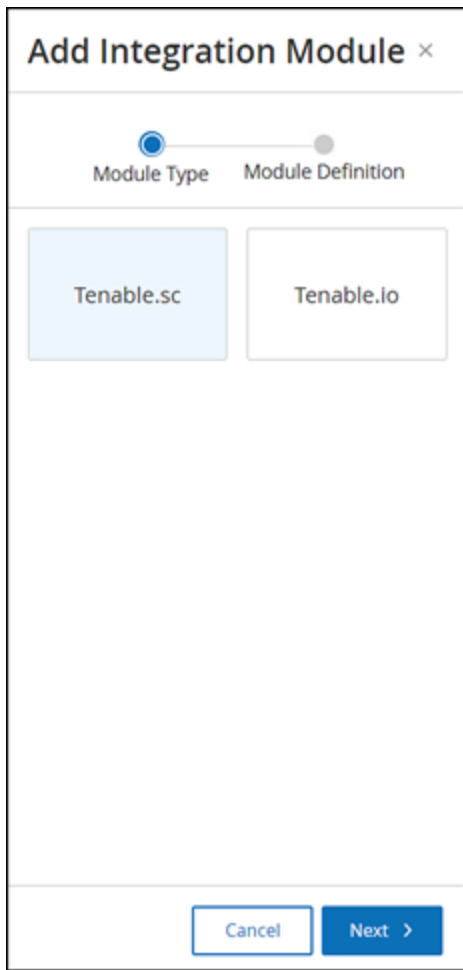 Add Integration Module ×
Module Type Module Definition
Tenable.sc Tenable.io
Cancel Next >